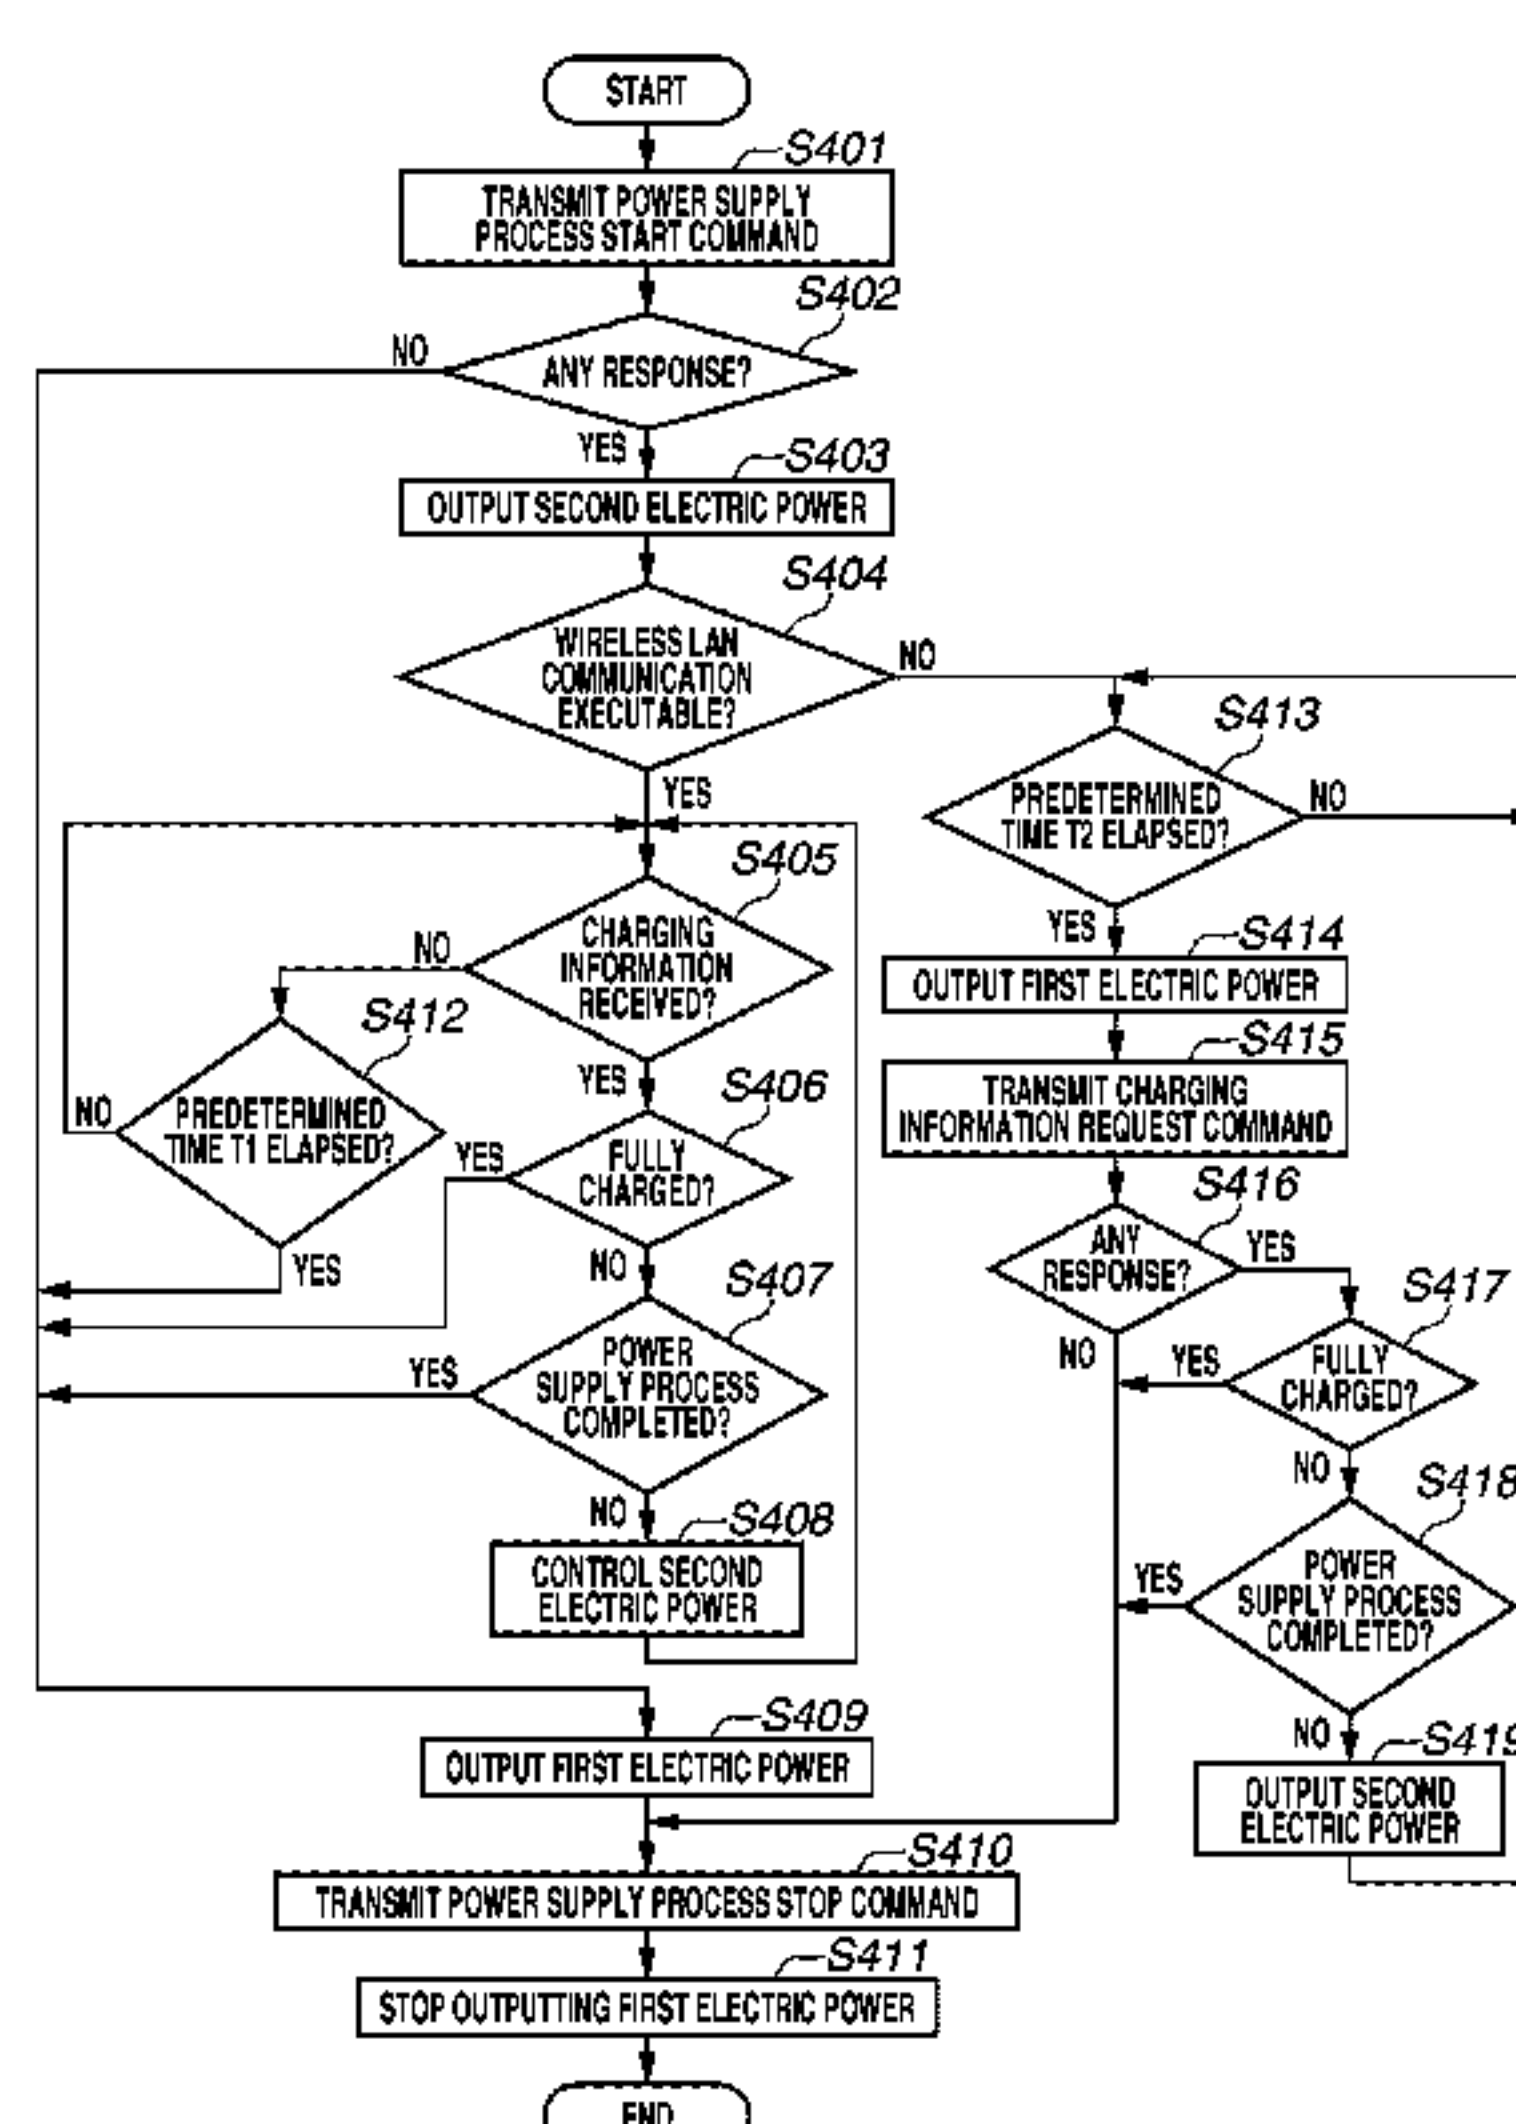 START
S401
TRANSMIT POWER SUPPLY
PROCESS START COMMAND
S402
NO
ANY RESPONSE?
YES
S403
OUTPUT SECOND ELECTRIC POWER
S404
WIRELESS LAN
COMMUNICATION
EXECUTABLE?
NO
YES
S405
CHARGING
INFORMATION
RECEIVED?
NO
S412
PREDETERMINED
TIME T1 ELAPSED?
NO
YES
YES
S406
FULLY
CHARGED?
YES
NO
S407
POWER
SUPPLY PROCESS
COMPLETED?
YES
NO
S408
CONTROL SECOND
ELECTRIC POWER
S409
OUTPUT FIRST ELECTRIC POWER
S410
TRANSMIT POWER SUPPLY PROCESS STOP COMMAND
S411
STOP OUTPUTTING FIRST ELECTRIC POWER
END
S413
PREDETERMINED
TIME T2 ELAPSED?
NO
YES
S414
OUTPUT FIRST ELECTRIC POWER
S415
TRANSMIT CHARGING
INFORMATION REQUEST COMMAND
S416
ANY
RESPONSE?
YES
NO
S417
FULLY
CHARGED?
YES
NO
S418
POWER
SUPPLY PROCESS
COMPLETED?
YES
NO
S419
OUTPUT SECOND
ELECTRIC POWER